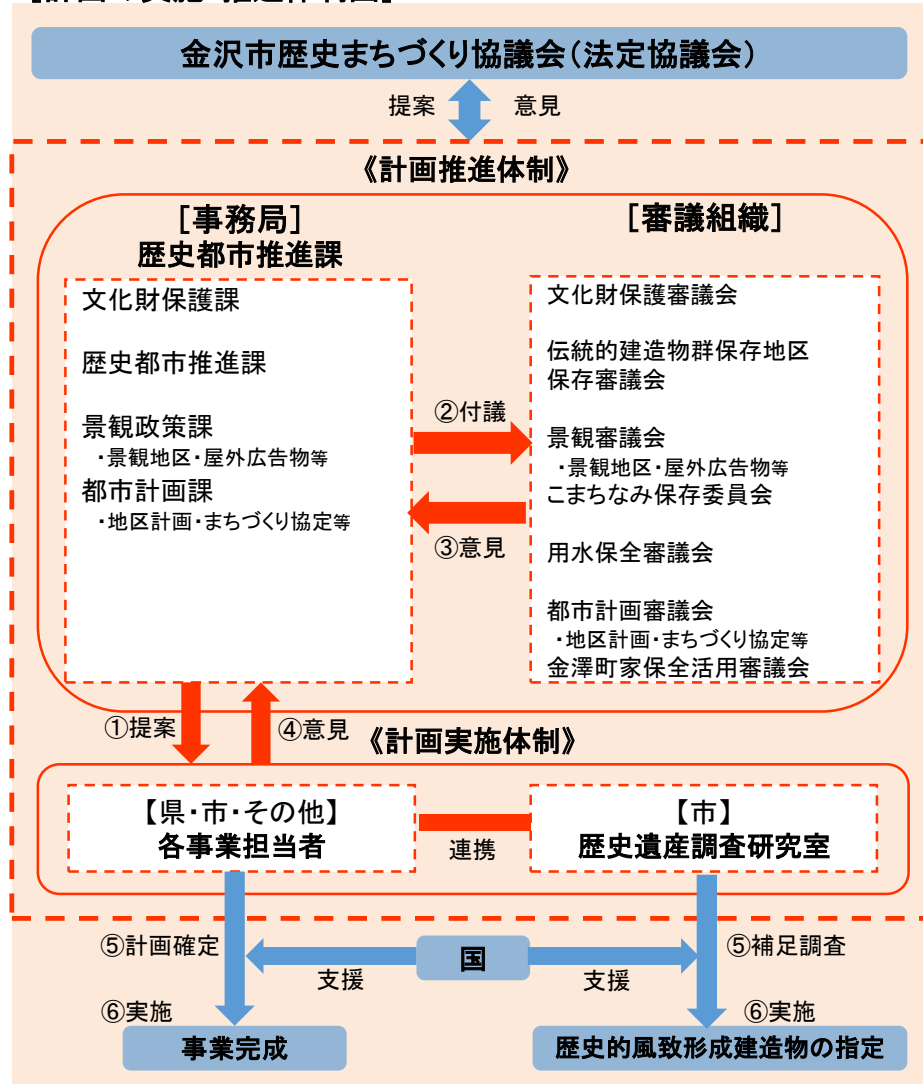 【計画の実施・推進体制図】
金沢市歴史まちづくり協議会(法定協議会)
提案
意見
《計画推進体制》
[事務局]
歴史都市推進課
文化財保護課
歴史都市推進課
景観政策課
・景観地区・屋外広告物等
都市計画課
・地区計画・まちづくり協定等
②付議
③意見
[審議組織]
文化財保護審議会
伝統的建造物群保存地区
保存審議会
景観審議会
・景観地区・屋外広告物等
こまちなみ保存委員会
用水保全審議会
都市計画審議会
・地区計画・まちづくり協定等
金澤町家保全活用審議会
①提案
④意見
《計画実施体制》
【県・市・その他】
各事業担当者
連携
【市】
歴史遺産調査研究室
⑤計画確定
支援
国
支援
⑤補足調査
⑥実施
⑥実施
事業完成
歴史的風致形成建造物の指定